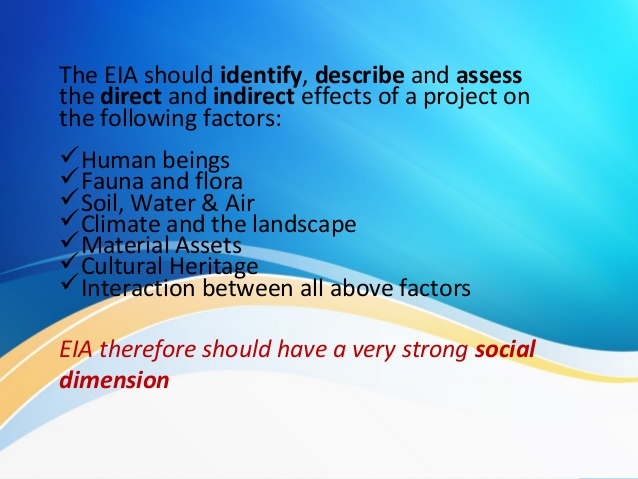 The EIA should identify, describe and assess
the direct and indirect effects of a project on
the following factors:
✓Human beings
✓Fauna and flora
✓Soil, Water & Air
✓Climate and the landscape
✓Material Assets
✓Cultural Heritage
✓Interaction between all above factors
EIA therefore should have a very strong social
dimension